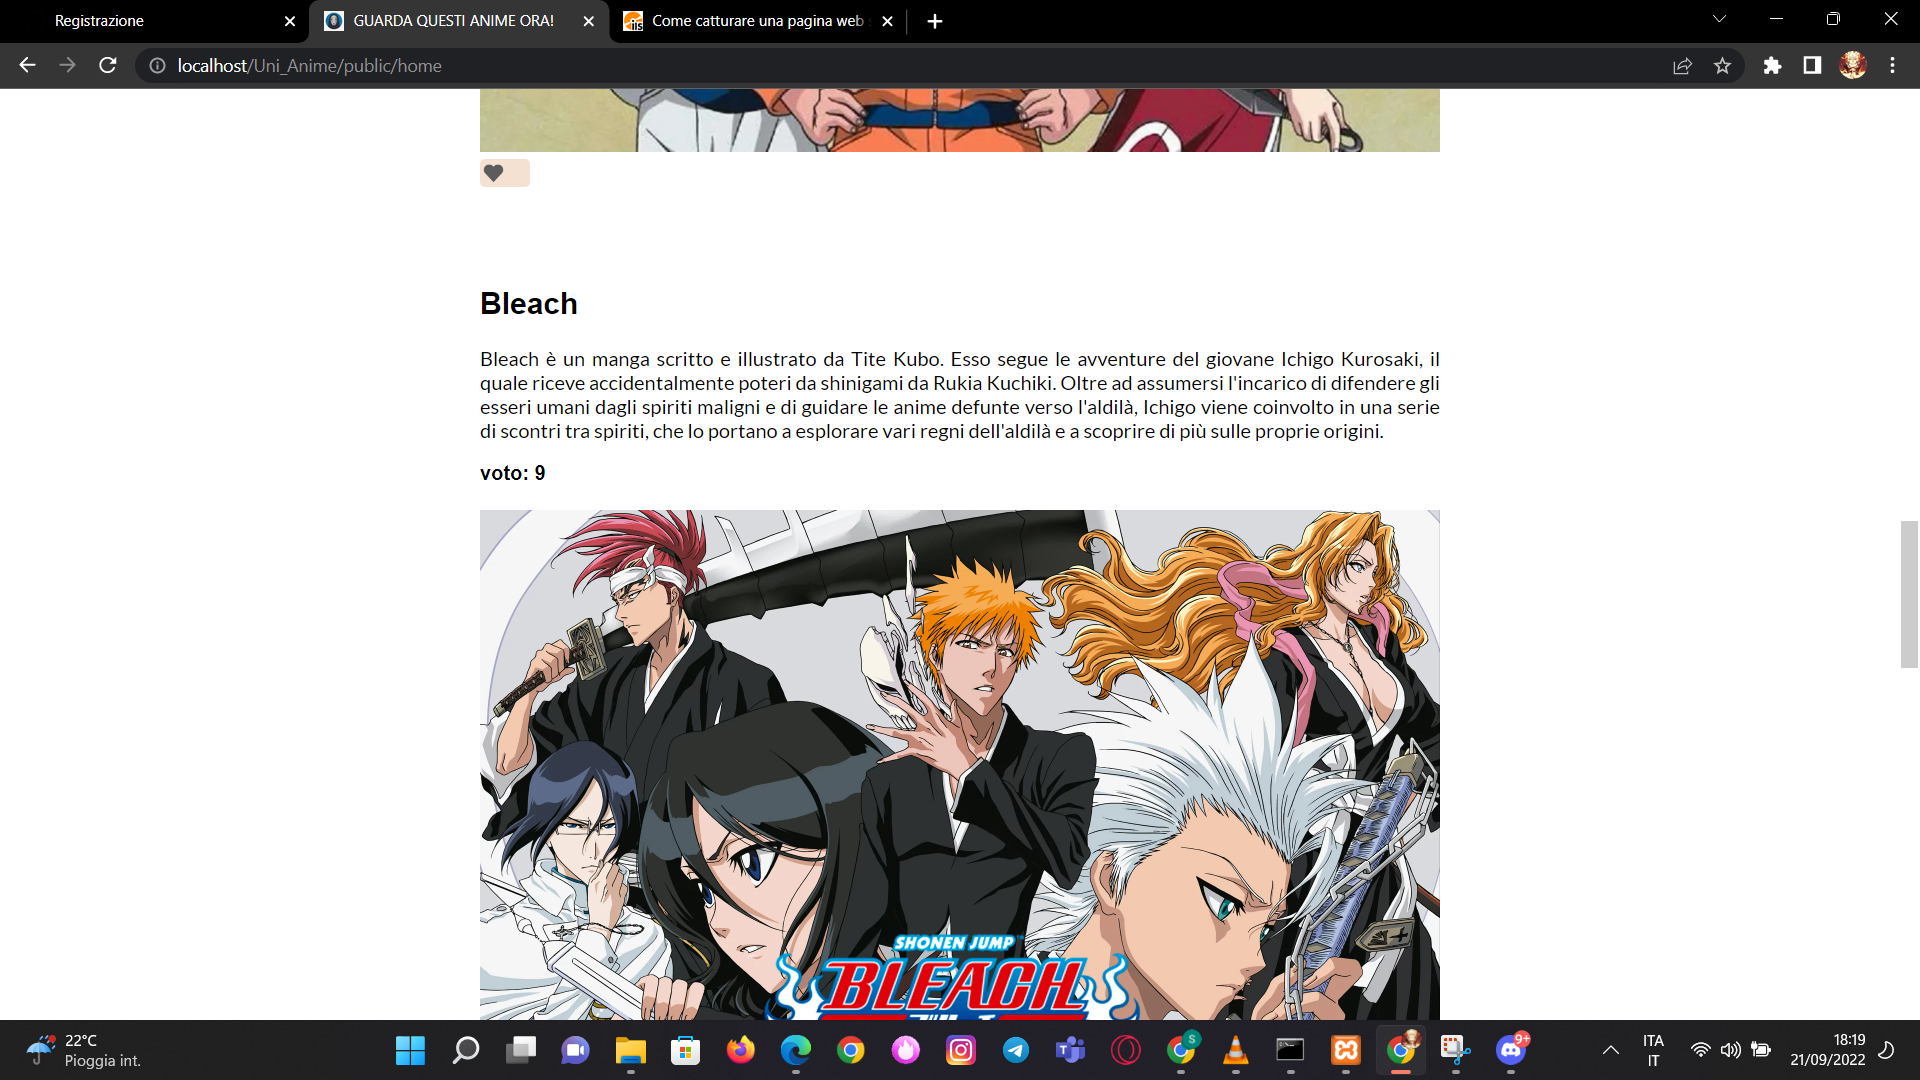 Registrazione
GUARDA QUESTI ANIME ORA!
Come catturare una pagina web
localhost/Uni_Anime/public/home
Bleach
Bleach è un manga scritto e illustrato da Tite Kubo. Esso segue le avventure del giovane Ichigo Kurosaki, il
quale riceve accidentalmente poteri da shinigami da Rukia Kuchiki. Oltre ad assumersi l'incarico di difendere gli
esseri umani dagli spiriti maligni e di guidare le anime defunte verso l'aldilà, Ichigo viene coinvolto in una serie
di scontri tra spiriti, che lo portano a esplorare vari regni dell'aldilà e a scoprire di più sulle proprie origini.
voto: 9
SHONEN JUMP
BLEACH
22°C
Pioggia int.
S
9+
ITA
IT
18:19
21/09/2022